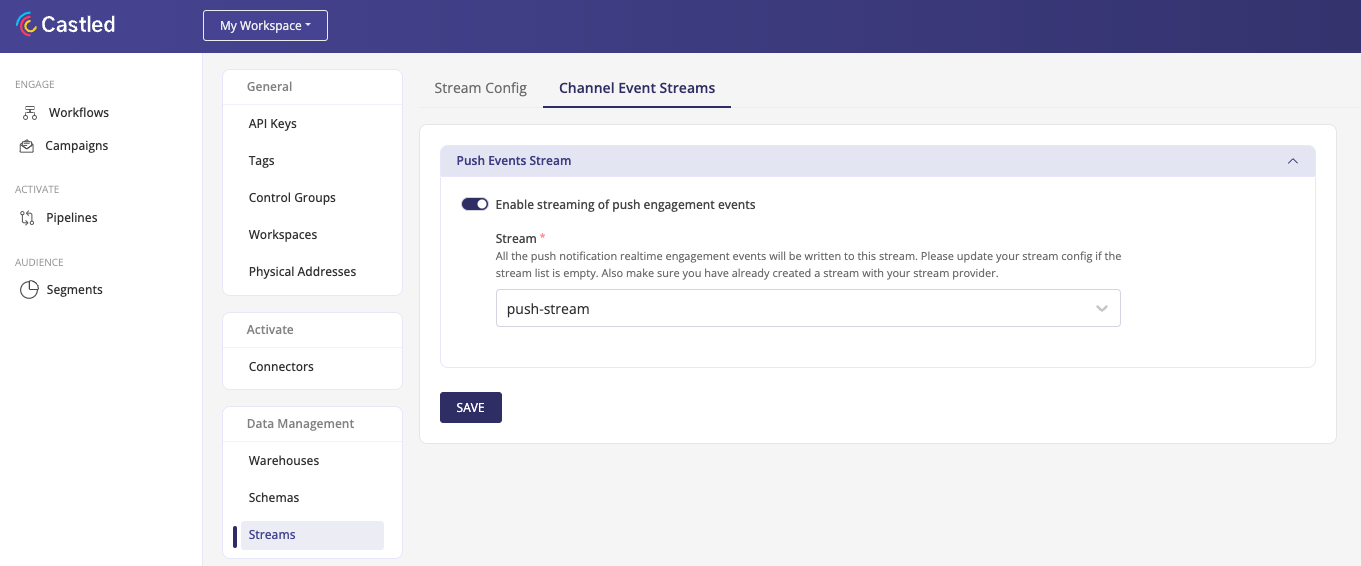 Castled
My Workspace
ENGAGE
Workflows
Campaigns
ACTIVATE
Pipelines
AUDIENCE
Segments
General
API Keys
Tags
Control Groups
Workspaces
Physical Addresses
Activate
Connectors
Data Management
Warehouses
Schemas
Streams
Stream Config
Channel Event Streams
Push Events Stream
Enable streaming of push engagement events
Stream *
All the push notification realtime engagement events will be written to this stream. Please update your stream config if the
stream list is empty. Also make sure you have already created a stream with your stream provider.
push-stream
SAVE